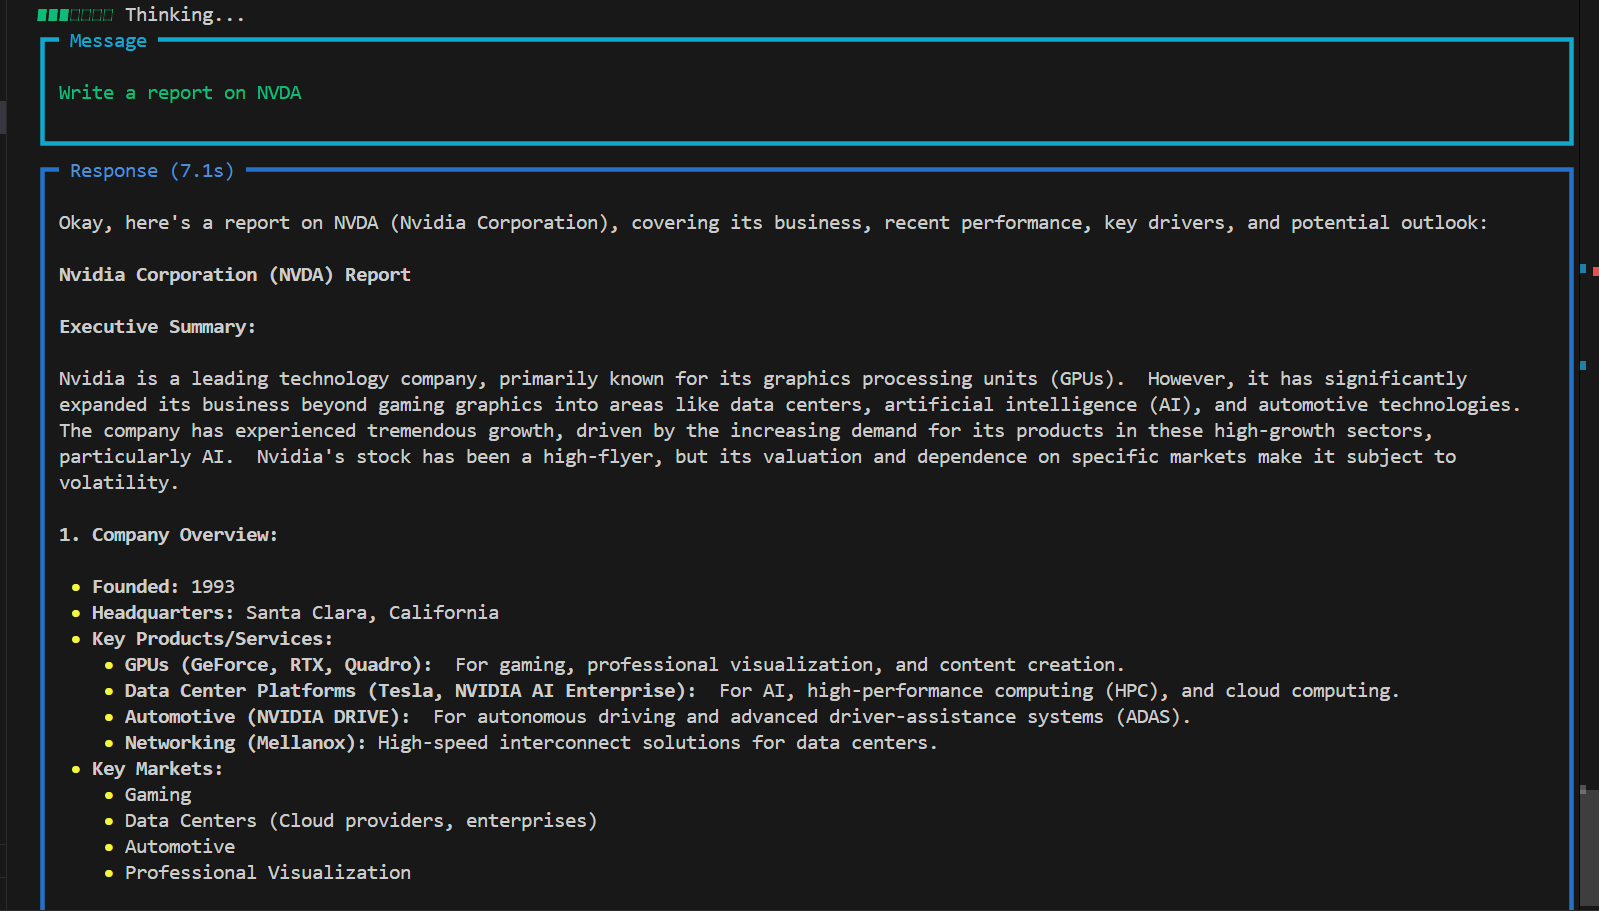 Thinking...
Message
Write a report on NVDA
Response (7.1s)
Okay, here's a report on NVDA (Nvidia Corporation), covering its business, recent performance, key drivers, and potential outlook:
Nvidia Corporation (NVDA) Report
Executive Summary:
Nvidia is a leading technology company, primarily known for its graphics processing units (GPUs).  However, it has significantly
expanded its business beyond gaming graphics into areas like data centers, artificial intelligence (AI), and automotive technologies.
The company has experienced tremendous growth, driven by the increasing demand for its products in these high-growth sectors,
particularly AI.  Nvidia's stock has been a high-flyer, but its valuation and dependence on specific markets make it subject to
volatility.
1. Company Overview:
• Founded: 1993
• Headquarters: Santa Clara, California
• Key Products/Services:
• GPUs (GeForce, RTX, Quadro):  For gaming, professional visualization, and content creation.
• Data Center Platforms (Tesla, NVIDIA AI Enterprise):  For AI, high-performance computing (HPC), and cloud computing.
• Automotive (NVIDIA DRIVE):  For autonomous driving and advanced driver-assistance systems (ADAS).
• Networking (Mellanox): High-speed interconnect solutions for data centers.
• Key Markets:
• Gaming
• Data Centers (Cloud providers, enterprises)
• Automotive
• Professional Visualization